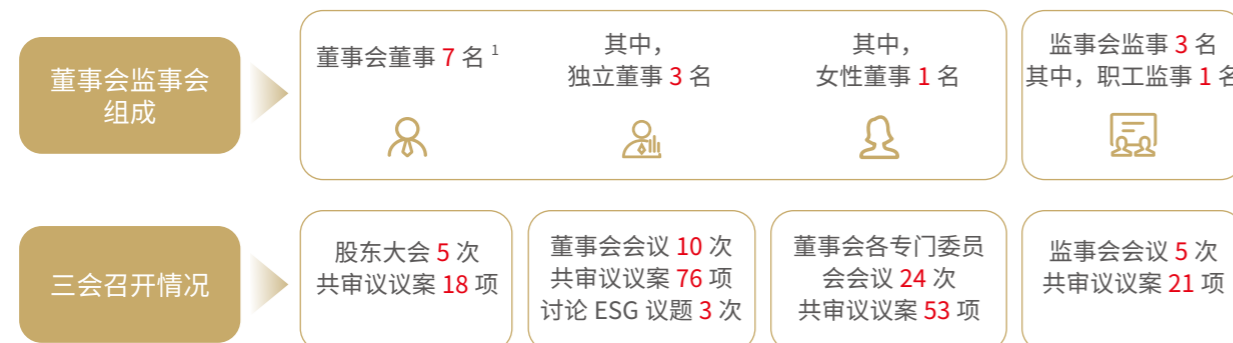 董事会监事会
组成
董事会董事 7 名 1
其中，
独立董事 3 名
其中，
女性董事 1 名
监事会监事 3 名
其中，职工监事 1 名
三会召开情况
股东大会 5 次
共审议议案 18 项
董事会会议 10 次
共审议议案 76 项
讨论 ESG 议题 3 次
董事会各专门委员
会会议 24 次
共审议议案 53 项
监事会会议 5 次
共审议议案 21 项